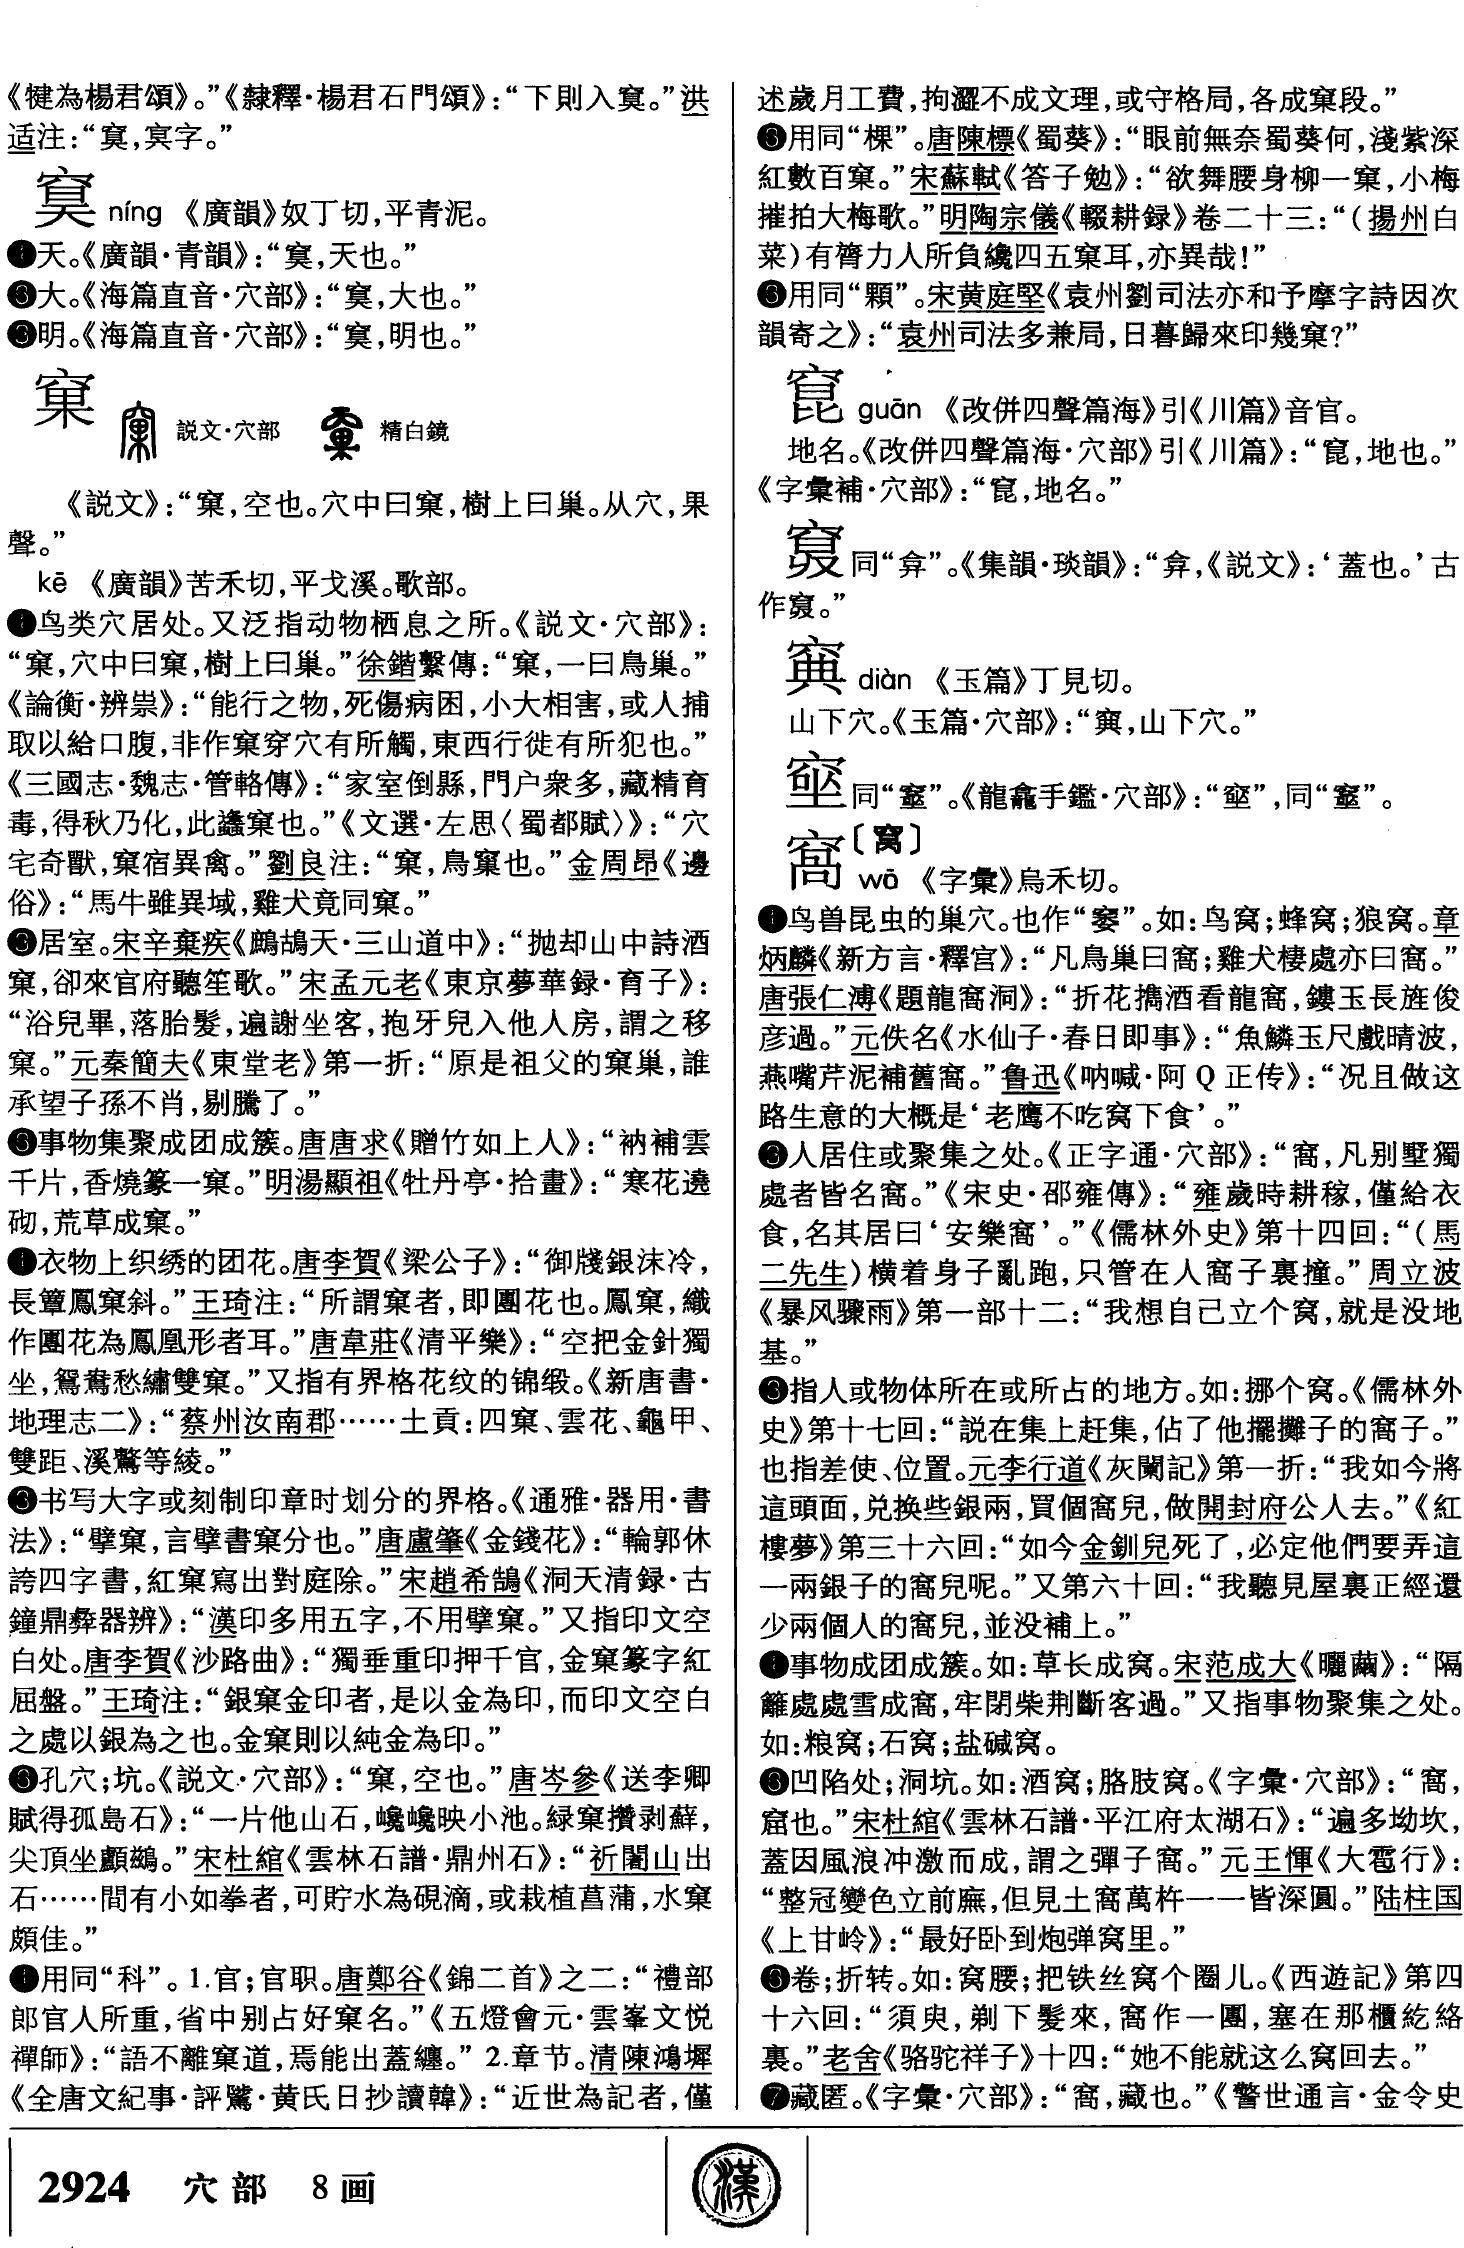 《犍為楊君頌》。”《隸釋·楊君石門頌》：“下則入窴。”洪
适注：“，冥字。”
níng 《廣韻》奴丁切，平青泥。
❶天。《廣韻·青韻》：“，天也。”
❷大。《海篇直音·穴部》：“，大也。”
❸明。《海篇直音·穴部》：“，明也。”
窠 説文·穴部 精白鏡
《説文》：“窠，空也。穴中曰窠，樹上曰巢。从穴，果
聲。”
kē 《廣韻》苦禾切，平戈溪。歌部。
❶鸟类穴居处。又泛指动物栖息之所。《説文·穴部》：
“窠，穴中曰窠，樹上曰巢。”徐鍇繫傳：“窠，一曰鳥巢。”
《論衡·辨祟》：“能行之物，死傷病困，小大相害，或人捕
取以給口腹，非作窠穿穴有所觸，東西行徙有所犯也。”
《三國志·魏志·管輅傳》：“家室倒縣，門户衆多，藏精育
毒，得秋乃化，此蠭窠也。”《文選·左思〈蜀都賦〉》：“穴
宅奇獸，窠宿異禽。”劉良注：“窠，鳥窠也。”金周昂《邊
俗》：“馬牛雖異域，雞犬竟同窠。”
❷居室。宋辛棄疾《鷓鴣天·三山道中》：“抛却山中詩酒
窠，卻來官府聽笙歌。”宋孟元老《東京夢華録·育子》：
“浴兒畢，落胎髮，遍謝坐客，抱牙兒入他人房，謂之移
窠。”元秦簡夫《東堂老》第一折：“原是祖父的窠巢，誰
承望子孫不肖，剔騰了。”
❸事物集聚成团成簇。唐唐求《贈竹如上人》：“衲補雲
千片，香燒篆一窠。”明湯顯祖《牡丹亭·拾畫》：“寒花遶
砌，荒草成窠。”
❹衣物上织绣的团花。唐李賀《梁公子》：“御牋銀沫冷，
長簟鳳窠斜。”王琦注：“所謂窠者，即團花也。鳳窠，織
作團花為鳳凰形者耳。”唐韋莊《清平樂》：“空把金針獨
坐，鴛鴦愁繡雙窠。”又指有界格花纹的锦缎。《新唐書·
地理志二》：“蔡州汝南郡……土貢：四窠、雲花、龜甲、
雙距、溪鶩等綾。”
❺书写大字或刻制印章时划分的界格。《通雅·器用·書
法》：“擘窠，言擘書窠分也。”唐盧肇《金錢花》：“輪郭休
誇四字書，紅窠寫出對庭除。”宋趙希鵠《洞天清録·古
鐘鼎彝器辨》：“漢印多用五字，不用擘窠。”又指印文空
白处。唐李賀《沙路曲》：“獨垂重印押千官，金窠篆字紅
屈盤。”王琦注：“銀窠金印者，是以金為印，而印文空白
之處以銀為之也。金窠則以純金為印。”
❻孔穴；坑。《説文·穴部》：“窠，空也。”唐岑參《送李卿
賦得孤島石》：“一片他山石，巉巉映小池。緑窠攢剥蘚，
尖頂坐鸕鷀。”宋杜綰《雲林石譜·鼎州石》：“祈闍山出
石……間有小如拳者，可貯水為硯滴，或栽植菖蒲，水窠
頗佳。”
❼用同“科”。1.官；官职。唐鄭谷《錦二首》之二：“禮部
郎官人所重，省中别占好窠名。”《五燈會元·雲峯文悦
禪師》：“語不離窠道，焉能出蓋纏。”2.章节。清陳鴻墀
《全唐文紀事·評騭·黄氏日抄讀韓》：“近世為記者，僅
述歲月工費，拘澀不成文理，或守格局，各成窠段。”
❽用同“棵”。唐陳標《蜀葵》：“眼前無奈蜀葵何，淺紫深
紅數百窠。”宋蘇軾《答子勉》：“欲舞腰身柳一窠，小梅
摧拍大梅歌。”明陶宗儀《輟耕録》卷二十三：“（揚州白
菜）有膂力人所負纔四五窠耳，亦異哉！”
❾用同“顆”。宋黄庭堅《袁州劉司法亦和予摩字詩因次
韻寄之》：“袁州司法多兼局，日暮歸來印幾窠？”
guān 《改併四聲篇海》引《川篇》音官。
地名。《改併四聲篇海·穴部》引《川篇》：“，地也。”
《字彙補·穴部》：“，地名。”
同“弇”。《集韻·琰韻》：“弇，《説文》：‘蓋也。’古
作。”
diàn 《玉篇》丁見切。
山下穴。《玉篇·穴部》：“，山下穴。”
同“”。《龍龕手鑑·穴部》：“，同“”。
窩〔窝〕
wō 《字彙》烏禾切。
❶鸟兽昆虫的巢穴。也作“窐”。如：鸟窝；蜂窝；狼窝。章
炳麟《新方言·釋宫》：“凡鳥巢曰窩；雞犬棲處亦曰窩。”
唐張仁溥《題龍窩洞》：“折花擕酒看龍窩，鏤玉長旌俊
彦過。”元佚名《水仙子·春日即事》：“魚鱗玉尺戲晴波，
燕嘴芹泥補舊窩。”鲁迅《呐喊·阿Q正传》：“况且做这
路生意的大概是‘老鹰不吃窝下食’。”
❷人居住或聚集之处。《正字通·穴部》：“窩，凡别墅獨
處者皆名窩。”《宋史·邵雍傳》：“雍歲時耕稼，僅給衣
食，名其居曰‘安樂窩’。”《儒林外史》第十四回：“（馬
二先生）横着身子亂跑，只管在人窩子裏撞。”周立波
《暴风骤雨》第一部十二：“我想自己立个窝，就是没地
基。”
❸指人或物体所在或所占的地方。如：挪个窝。《儒林外
史》第十七回：“説在集上赶集，佔了他擺攤子的窩子。”
也指差使、位置。元李行道《灰闌記》第一折：“我如今將
這頭面，兑换些銀兩，買個窩兒，做開封府公人去。”《紅
樓夢》第三十六回：“如今金釧兒死了，必定他們要弄這
一兩銀子的窩兒呢。”又第六十回：“我聽見屋裏正經還
少兩個人的窩兒，並没補上。”
❹事物成团成簇。如：草长成窝。宋范成大《曬繭》：“隔
籬處處雪成窩，牢閉柴荆斷客過。”又指事物聚集之处。
如：粮窝；石窝；盐碱窝。
❺凹陷处；洞坑。如：酒窝；胳肢窝。《字彙·穴部》：“窩，
窟也。”宋杜綰《雲林石譜·平江府太湖石》：“遍多坳坎，
蓋因風浪冲激而成，謂之彈子窩。”元王惲《大雹行》：
“整冠變色立前廡，但見土窩萬杵一一皆深圓。”陆柱国
《上甘岭》：“最好卧到炮弹窝里。”
❻卷；折转。如：窝腰；把铁丝窝个圈儿。《西遊記》第四
十六回：“須臾，剃下髮來，窩作一團，塞在那櫃紇絡
裏。”老舍《骆驼祥子》十四：“她不能就这么窝回去。”
❼藏匿。《字彙·穴部》：“窩，藏也。”《警世通言·金令史
2924 穴部 8画
漢